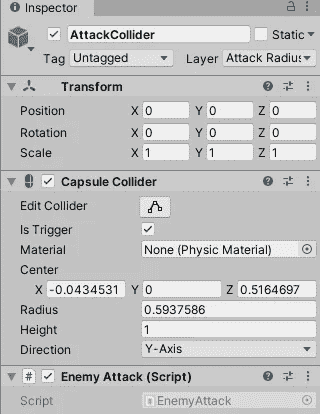 Inspector
AttackCollider Static
Tag Untagged Layer Attack Radius
Transform
Position X 0 Y 0 Z 0
Rotation X 0 Y 0 Z 0
Scale X 1 Y 1 Z 1
Capsule Collider
Edit Collider
Is Trigger
Material None (Physic Material)
Center
X -0.0434531 Y 0 Z 0.5164697
Radius 0.5937586
Height 1
Direction Y-Axis
# Enemy Attack (Script)
Script EnemyAttack